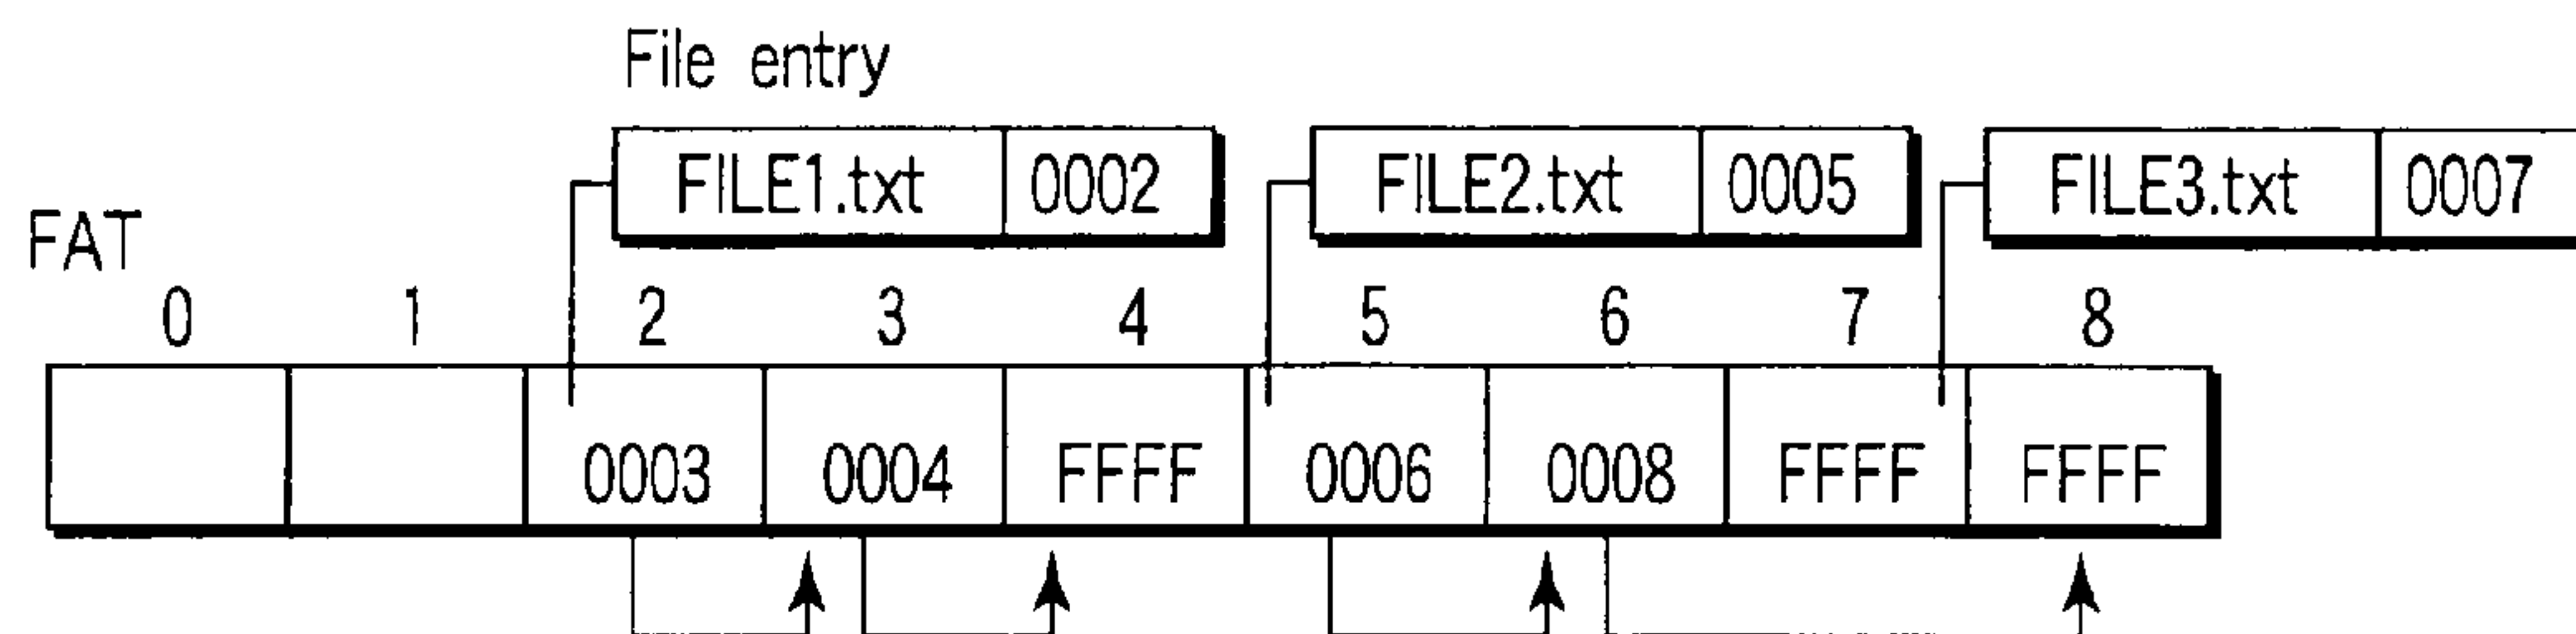 File entry
FILE1.txt 0002 FILE2.txt 0005 FILE3.txt 0007
FAT
0 1 2 3 4 5 6 7 8
0003 0004 FFFF 0006 0008 FFFF FFFF